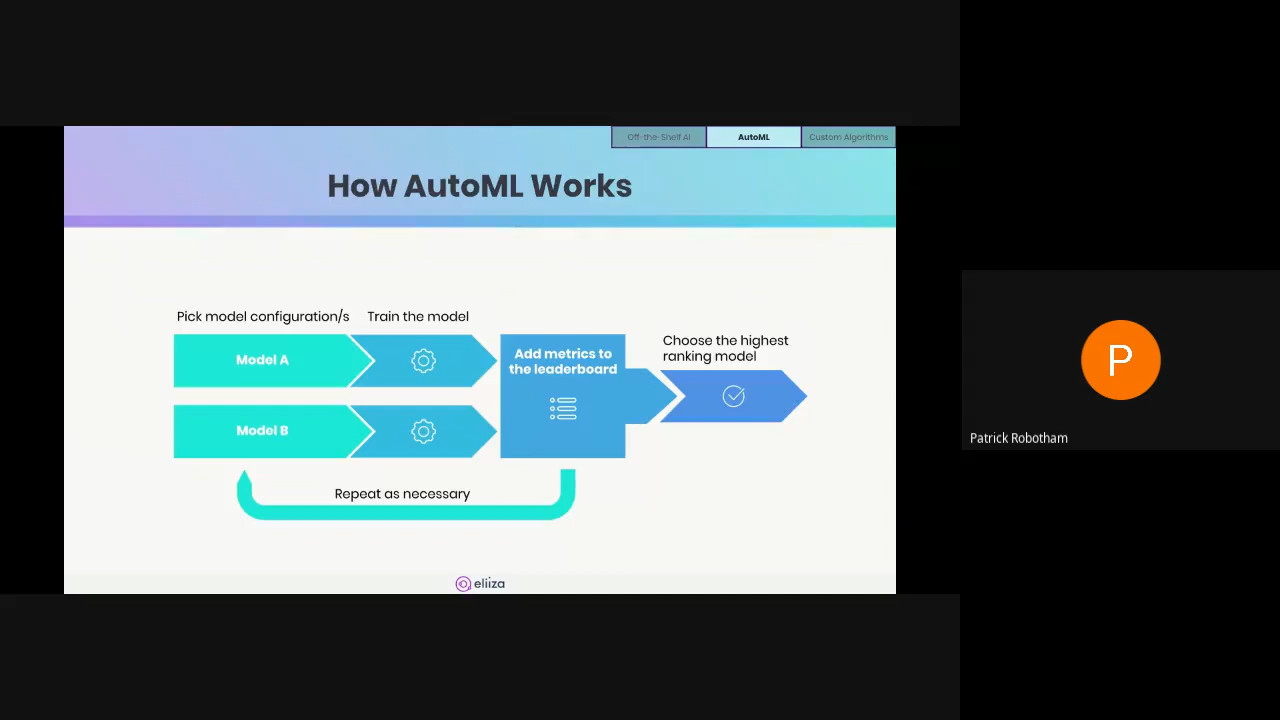 Off-the-Shelf AI
AutoML
Custom Algorithms
How AutoML Works
Pick model configuration/s
Train the model
Model A
Model B
Add metrics to
the leaderboard
Choose the highest
ranking model
Repeat as necessary
eliiza
P
Patrick Robotham